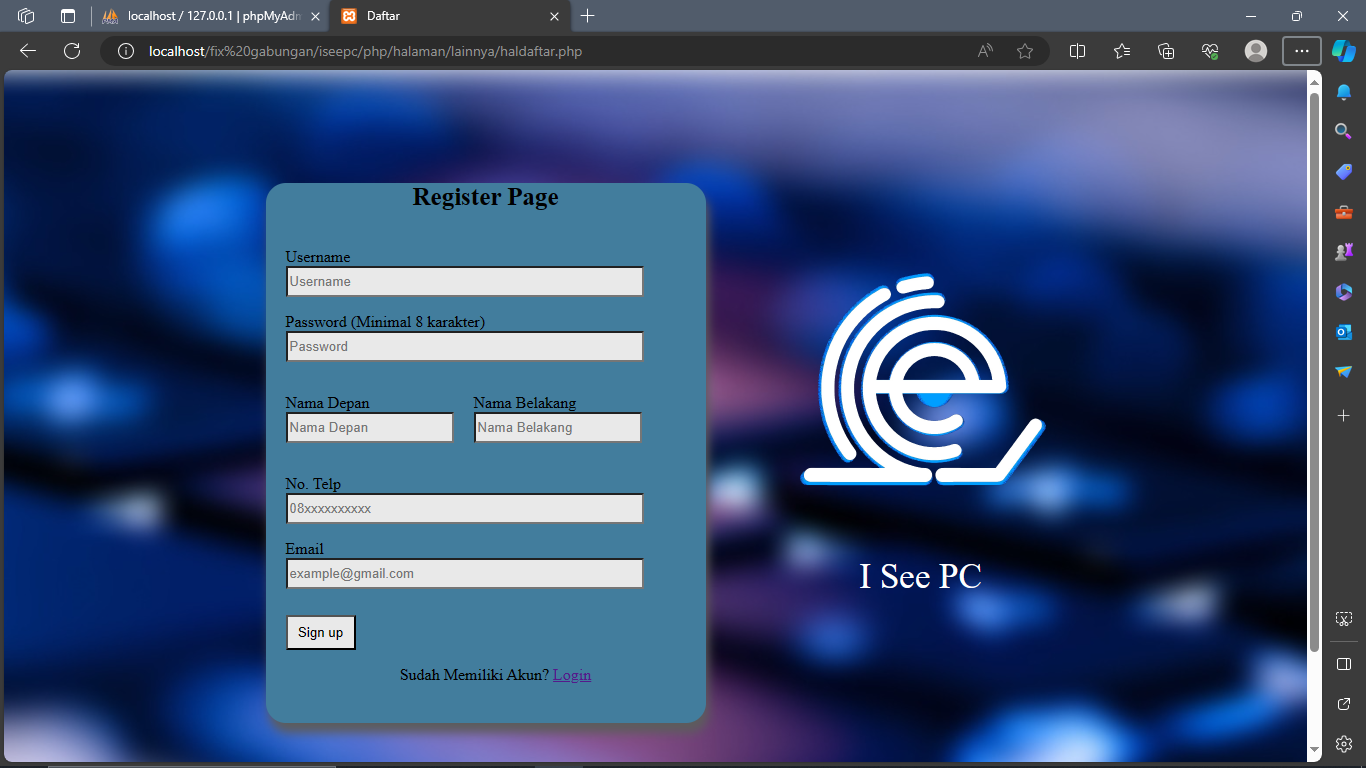 localhost / 127.0.0.1 | phpMyAdm
Daftar
localhost/fix%20gabungan/iseepc/php/halaman/lainnya/haldaftar.php
Register Page
Username
Username
Password (Minimal 8 karakter)
Password
Nama Depan Nama Belakang
Nama Depan Nama Belakang
No. Telp
08xxxxxxxxxx
Email
example@gmail.com
Sign up
Sudah Memiliki Akun? Login
I See PC